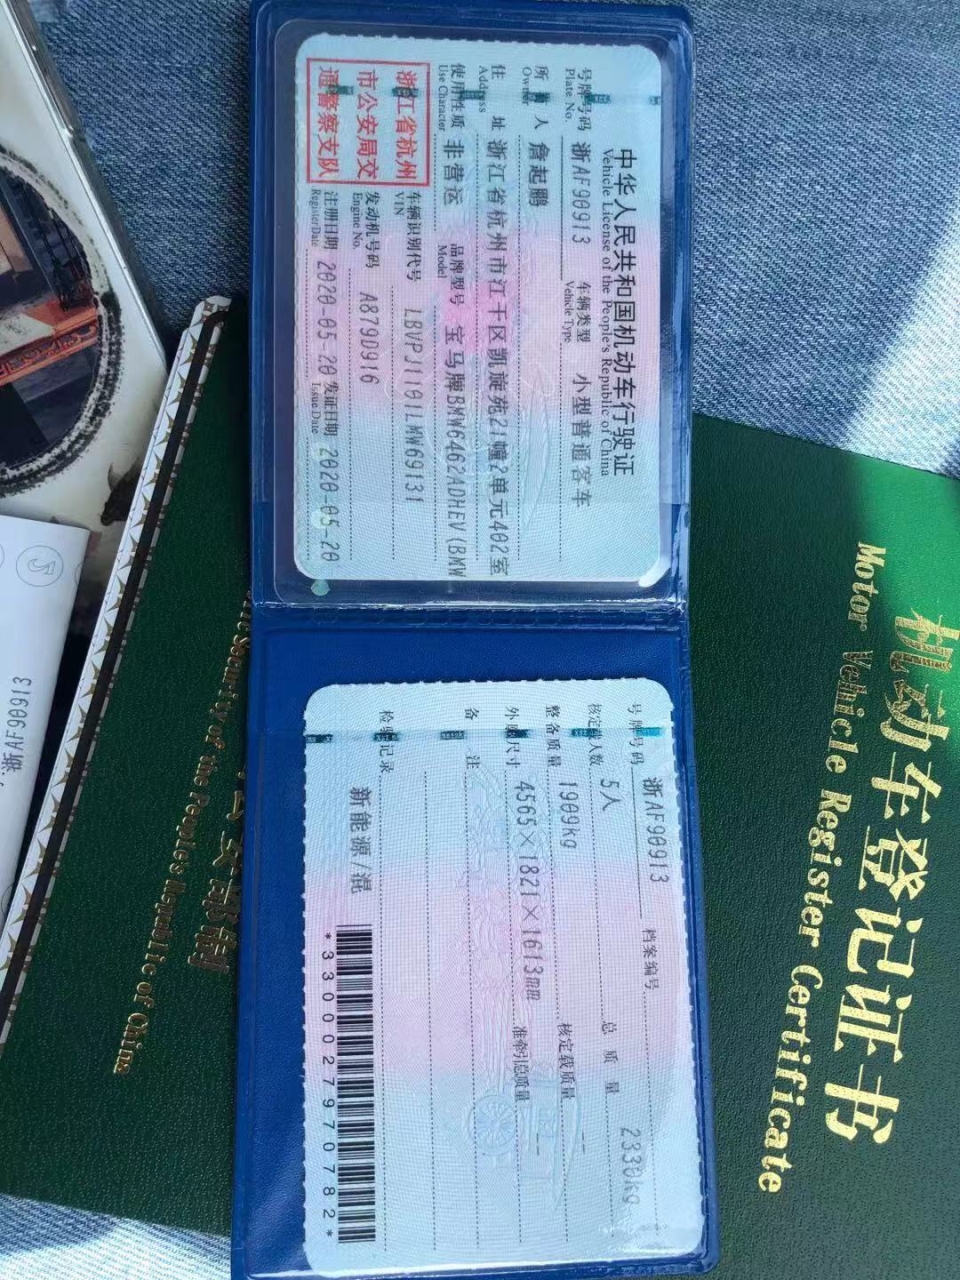 中华人民共和国机动车行驶证
Vehicle License of the People's Republic of China
号牌号码 浙AF90913 车辆类型 小型普通客车
Plate No. Vehicle Type
所有人 詹起鹏
Owner
住址 浙江省杭州市江干区凯旋苑21幢2单元402室
Address
使用性质 非营运 品牌型号 宝马牌BMW6462ADHEV(BMW
Use Character Model
浙江省杭州
市公安局交
通警察支队
车辆识别代号 LBVPJ1101LMW69131
VIN
发动机号码 A879D916
Engine No.
注册日期 2020-05-20 发证日期 2020-05-20
Register Date Issue Date
号牌号码 浙AF90913 档案编号
核定载人数 5人 总质量 2330kg
整备质量 1909kg 核定载质量
外廓尺寸 4565×1821×1613mm 准牵引总质量
备注
检验记录
新能源/混
*3300027970782*
机动车登记证书
Motor Vehicle Register Certificate
Security of the Peoples Republic of China
浙AF90913
5